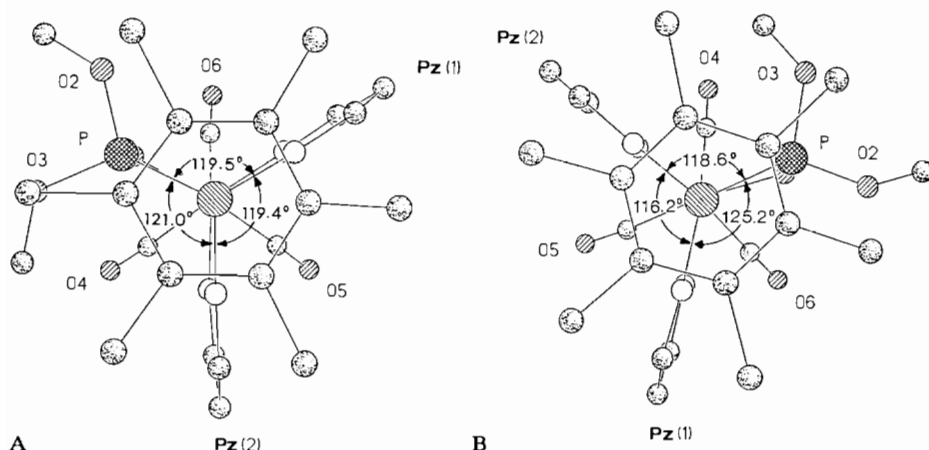 Pz (2)
O4
O6
Pz (1)
O3
O2
P
P
119.5°
118.6°
O2
O3
121.0°
119.4°
116.2°
125.2°
O5
O4
O5
O6
A
Pz (2)
B
Pz (1)